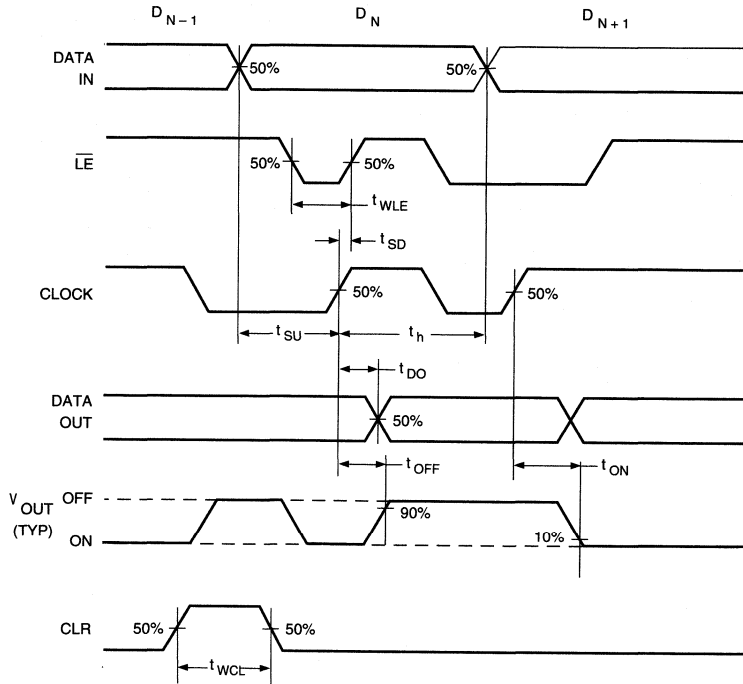 D N – 1 D N D N + 1
DATA IN 50% 50%
LE 50% 50%
t WLE
t SD
CLOCK 50% 50%
t SU t h
t DO
DATA OUT 50%
t OFF t ON
V OUT (TYP) OFF 90%
ON 10%
CLR 50% 50%
t WCL